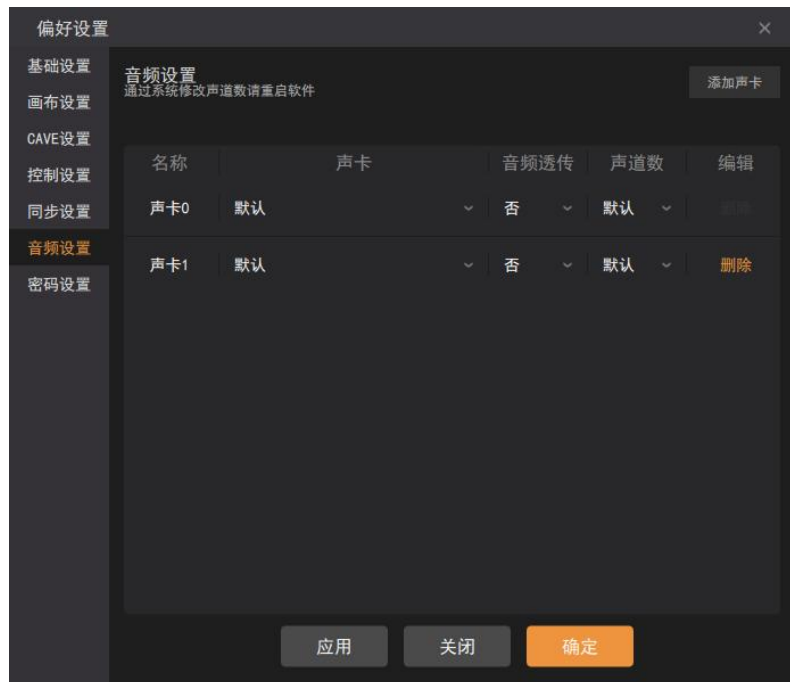 偏好设置
基础设置
画布设置
CAVE设置
控制设置
同步设置
音频设置
密码设置
音频设置
通过系统修改声道数请重启软件
添加声卡
名称 声卡 音频透传 声道数 编辑
声卡0 默认 否 默认 删除
声卡1 默认 否 默认 删除
应用 关闭 确定